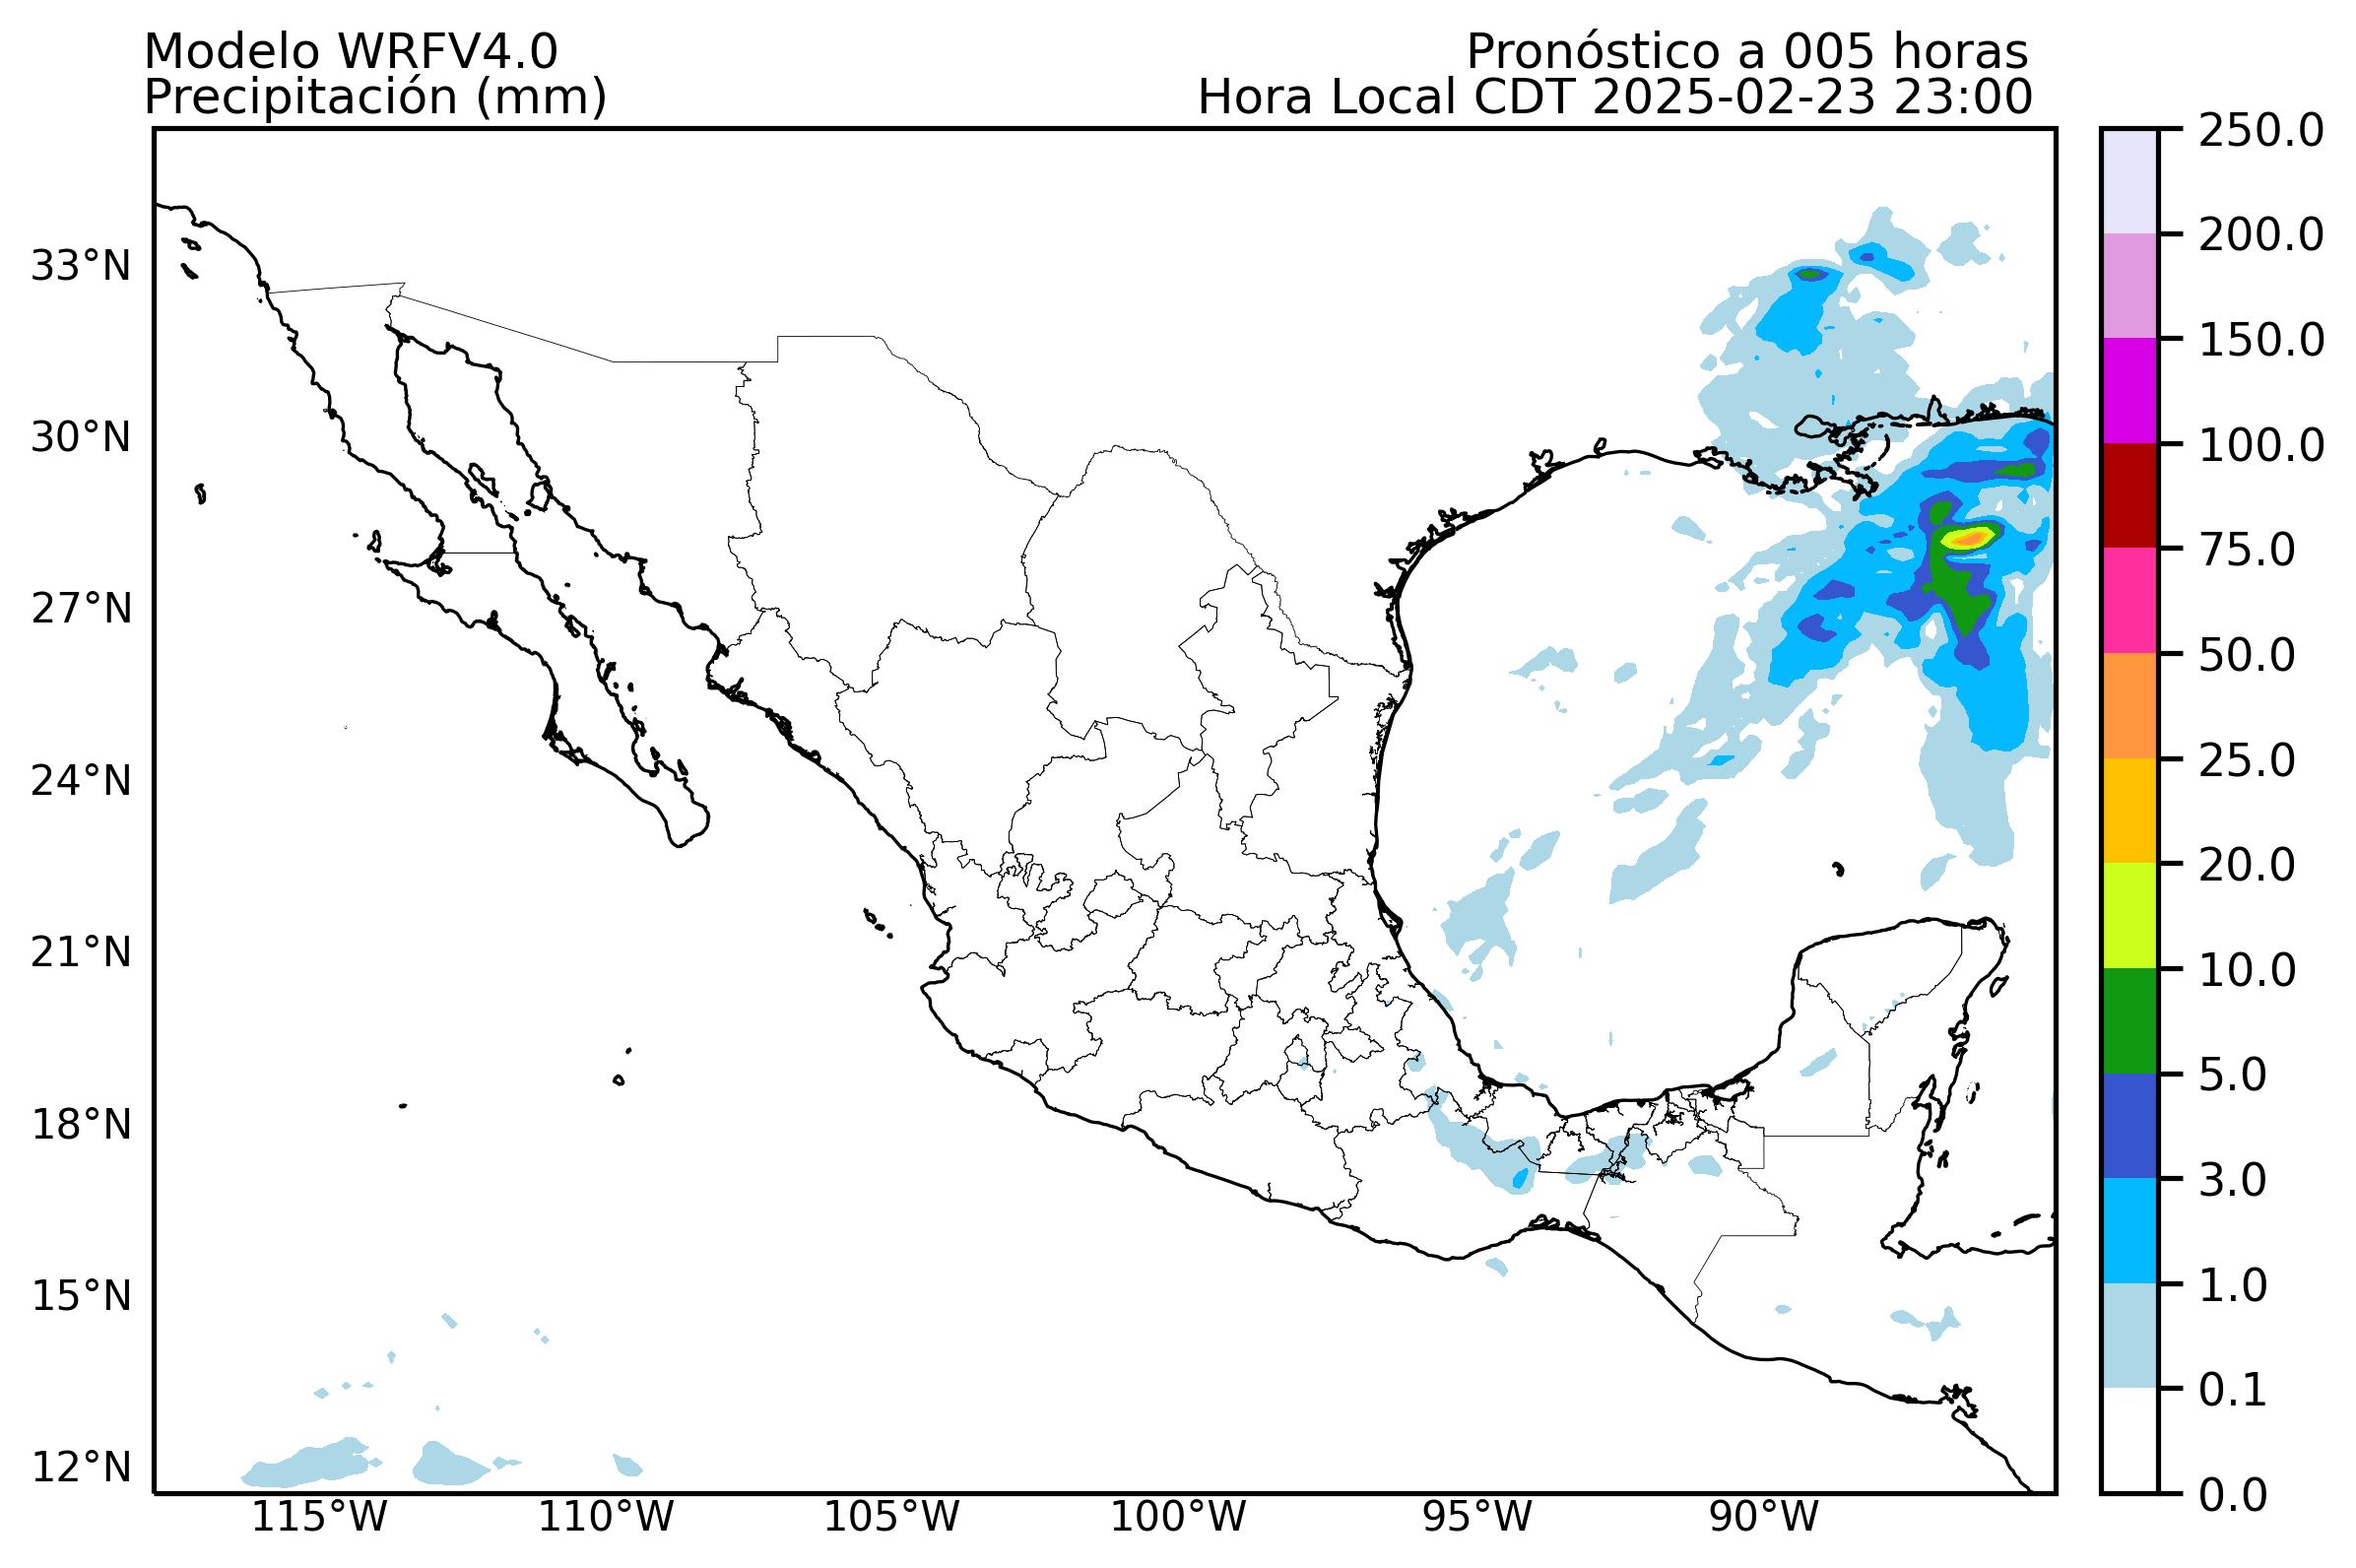 Modelo WRFV4.0
Precipitación (mm)
Pronóstico a 005 horas
Hora Local CDT 2025-02-23 23:00
33°N
30°N
27°N
24°N
21°N
18°N
15°N
12°N
115°W
110°W
105°W
100°W
95°W
90°W
250.0
200.0
150.0
100.0
75.0
50.0
25.0
20.0
10.0
5.0
3.0
1.0
0.1
0.0